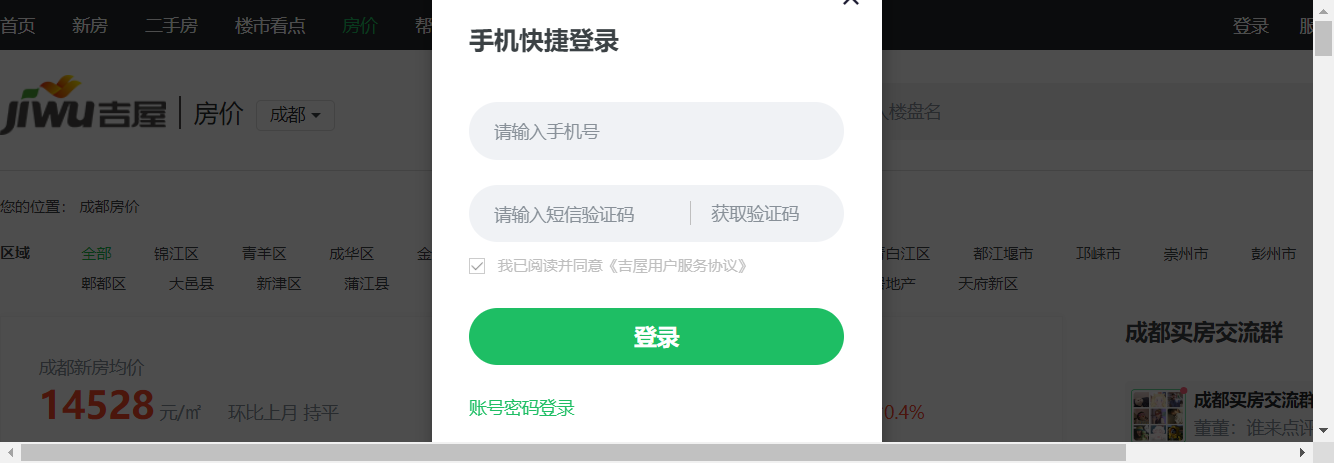 首页 新房 二手房 楼市看点 房价 帮
登录
jiwu吉屋 房价 成都
楼盘名
您的位置： 成都房价
区域 全部 锦江区 青羊区 成华区 金
白江区 都江堰市 邛崃市 崇州市 彭州市
郫都区 大邑县 新津区 蒲江县
地产 天府新区
成都新房均价
14528 元/㎡ 环比上月 持平
0.4%
成都买房交流群
成都买房交流群
董董：谁来点评
手机快捷登录
请输入手机号
请输入短信验证码 获取验证码
我已阅读并同意《吉屋用户服务协议》
登录
账号密码登录